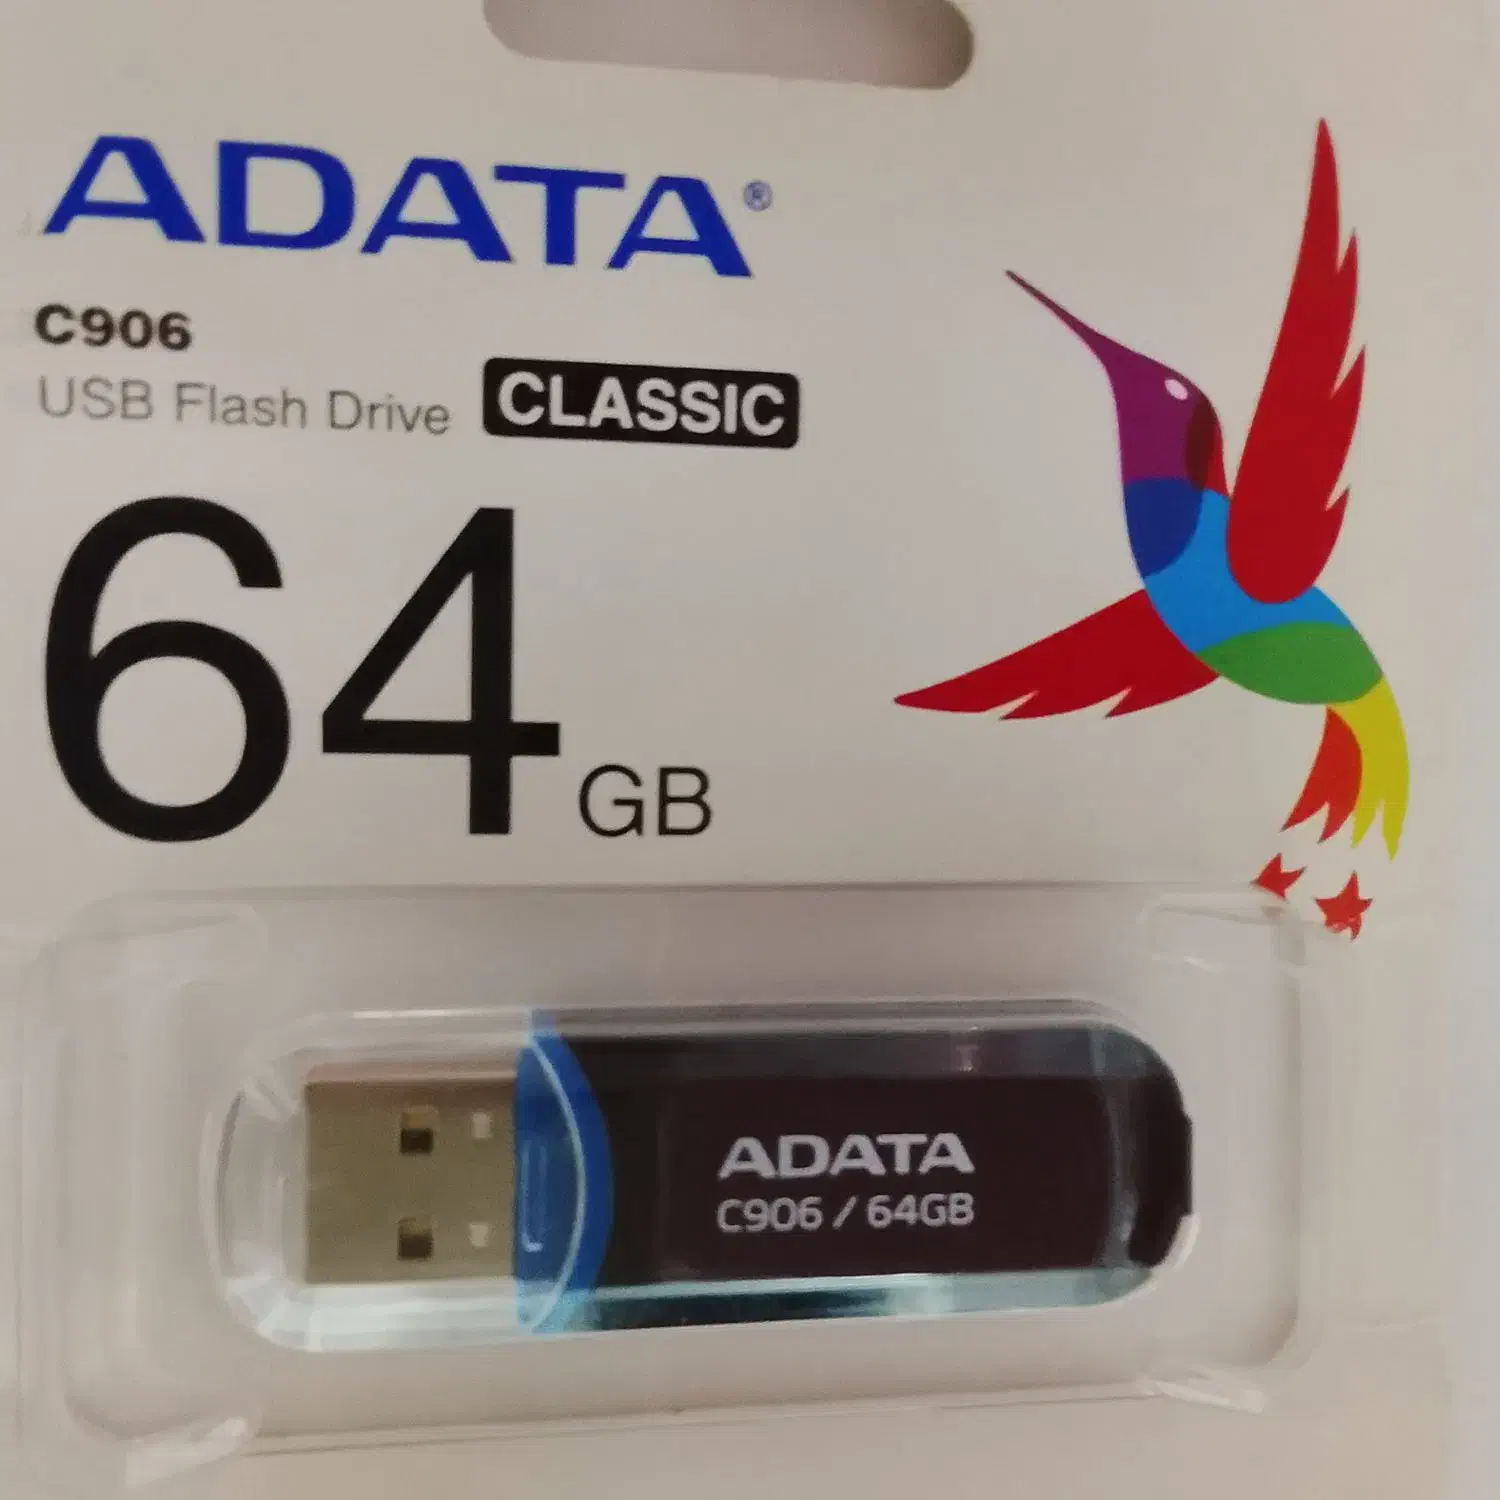 ADATA®
C906
USB Flash Drive CLASSIC
64 GB
ADATA
C906 / 64GB